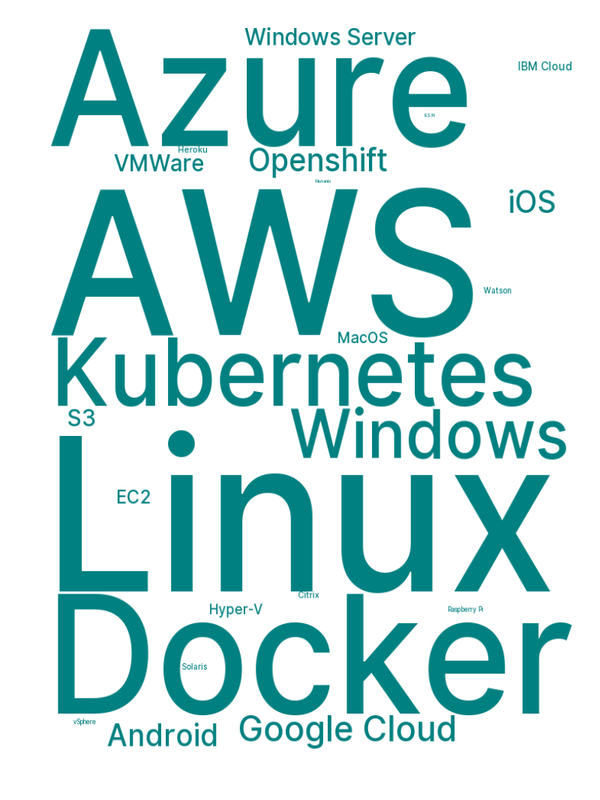 Windows Server
Azure
IBM Cloud
Heroku
VMWare
Openshift
AWS
iOS
Watson
MacOS
Kubernetes
S3
Windows
Linux
EC2
Citrix
Hyper-V
Raspberry Pi
Docker
Solaris
vSphere
Android
Google Cloud